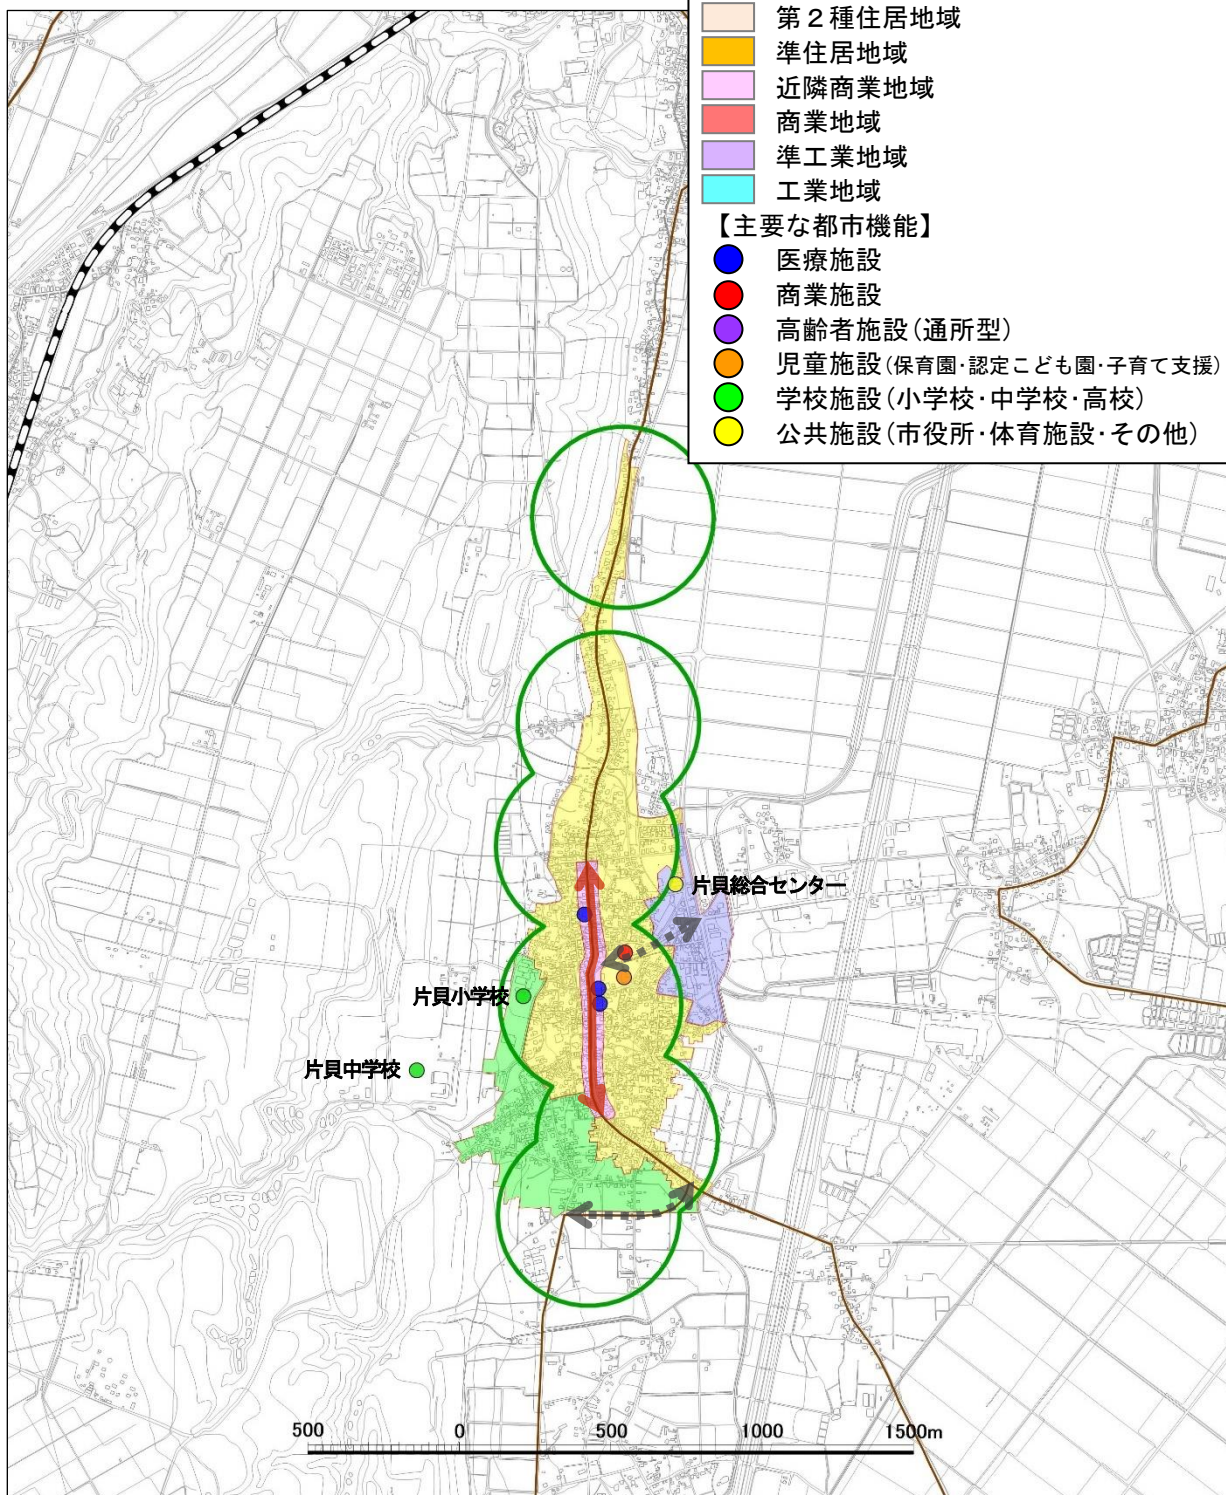 第２種住居地域
準住居地域
近隣商業地域
商業地域
準工業地域
工業地域
【主要な都市機能】
医療施設
商業施設
高齢者施設(通所型)
児童施設(保育園･認定こども園･子育て支援)
学校施設(小学校･中学校･高校)
公共施設(市役所･体育施設･その他)
片貝総合センター
片貝小学校
片貝中学校
500 0 500 1000 1500m